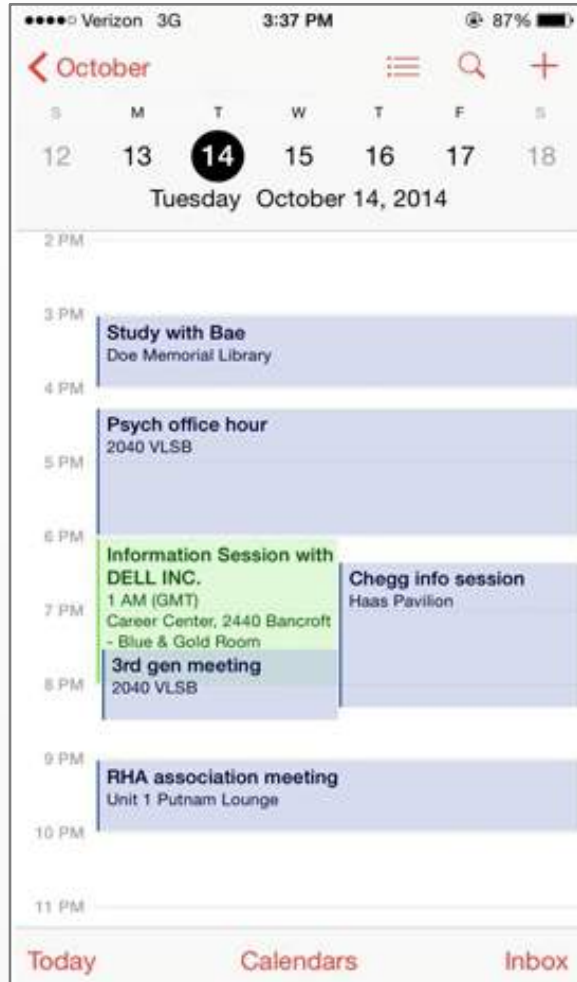 Verizon 3G 3:37 PM 87%
October
S M T W T F S
12 13 14 15 16 17 18
Tuesday October 14, 2014
2 PM
3 PM
Study with Bae
Doe Memorial Library
4 PM
Psych office hour
2040 VLSB
5 PM
6 PM
Information Session with
DELL INC.
1 AM (GMT)
Career Center, 2440 Bancroft
- Blue & Gold Room
Chegg info session
Haas Pavilion
7 PM
3rd gen meeting
2040 VLSB
8 PM
9 PM
RHA association meeting
Unit 1 Putnam Lounge
10 PM
11 PM
Today Calendars Inbox